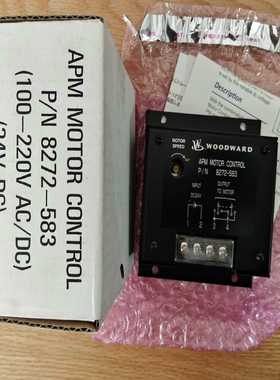 APM MOTOR CONTROL
P/N 8272-583
(100-220V AC/DC)
(24V DC)
Description
MOTOR
SPEED
WOODWARD
APM MOTOR CONTROL
P/N 8272-583
INPUT
DC24V
OUTPUT
TO MOTOR